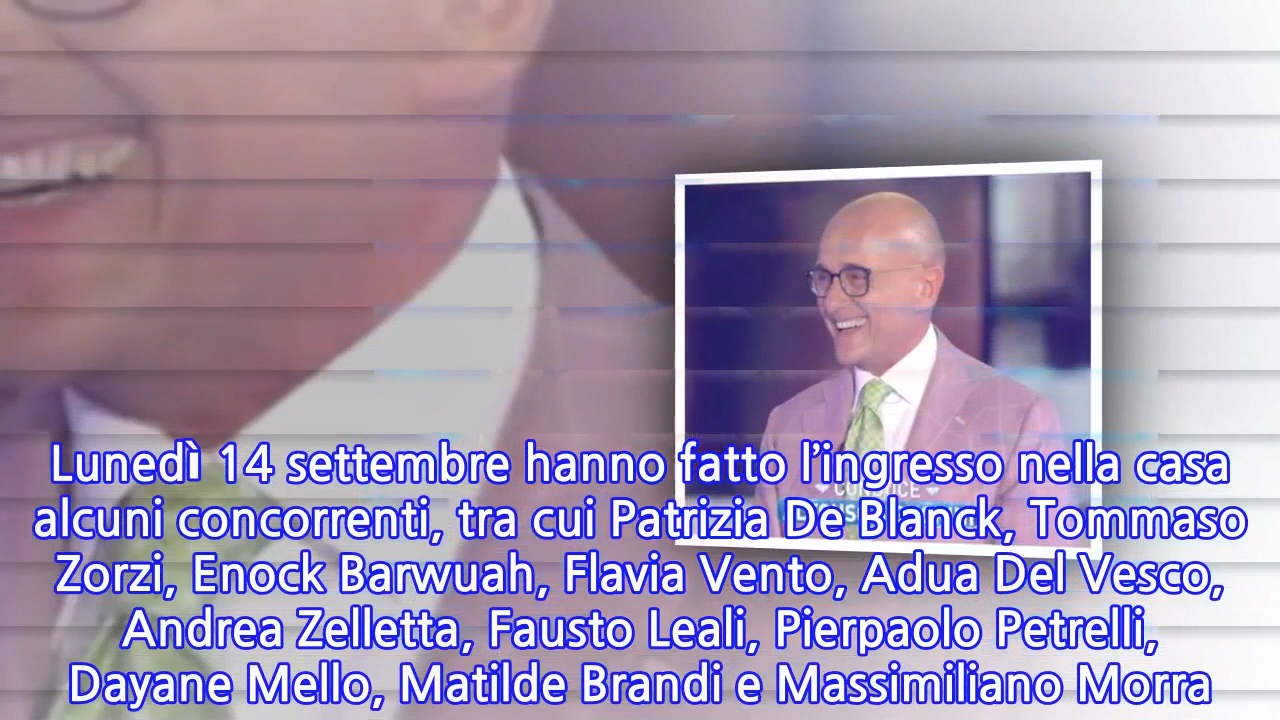 CONDUCE
Lunedì 14 settembre hanno fatto l’ingresso nella casa
alcuni concorrenti, tra cui Patrizia De Blanck, Tommaso
Zorzi, Enock Barwuah, Flavia Vento, Adua Del Vesco,
Andrea Zelletta, Fausto Leali, Pierpaolo Petrelli,
Dayane Mello, Matilde Brandi e Massimiliano Morra